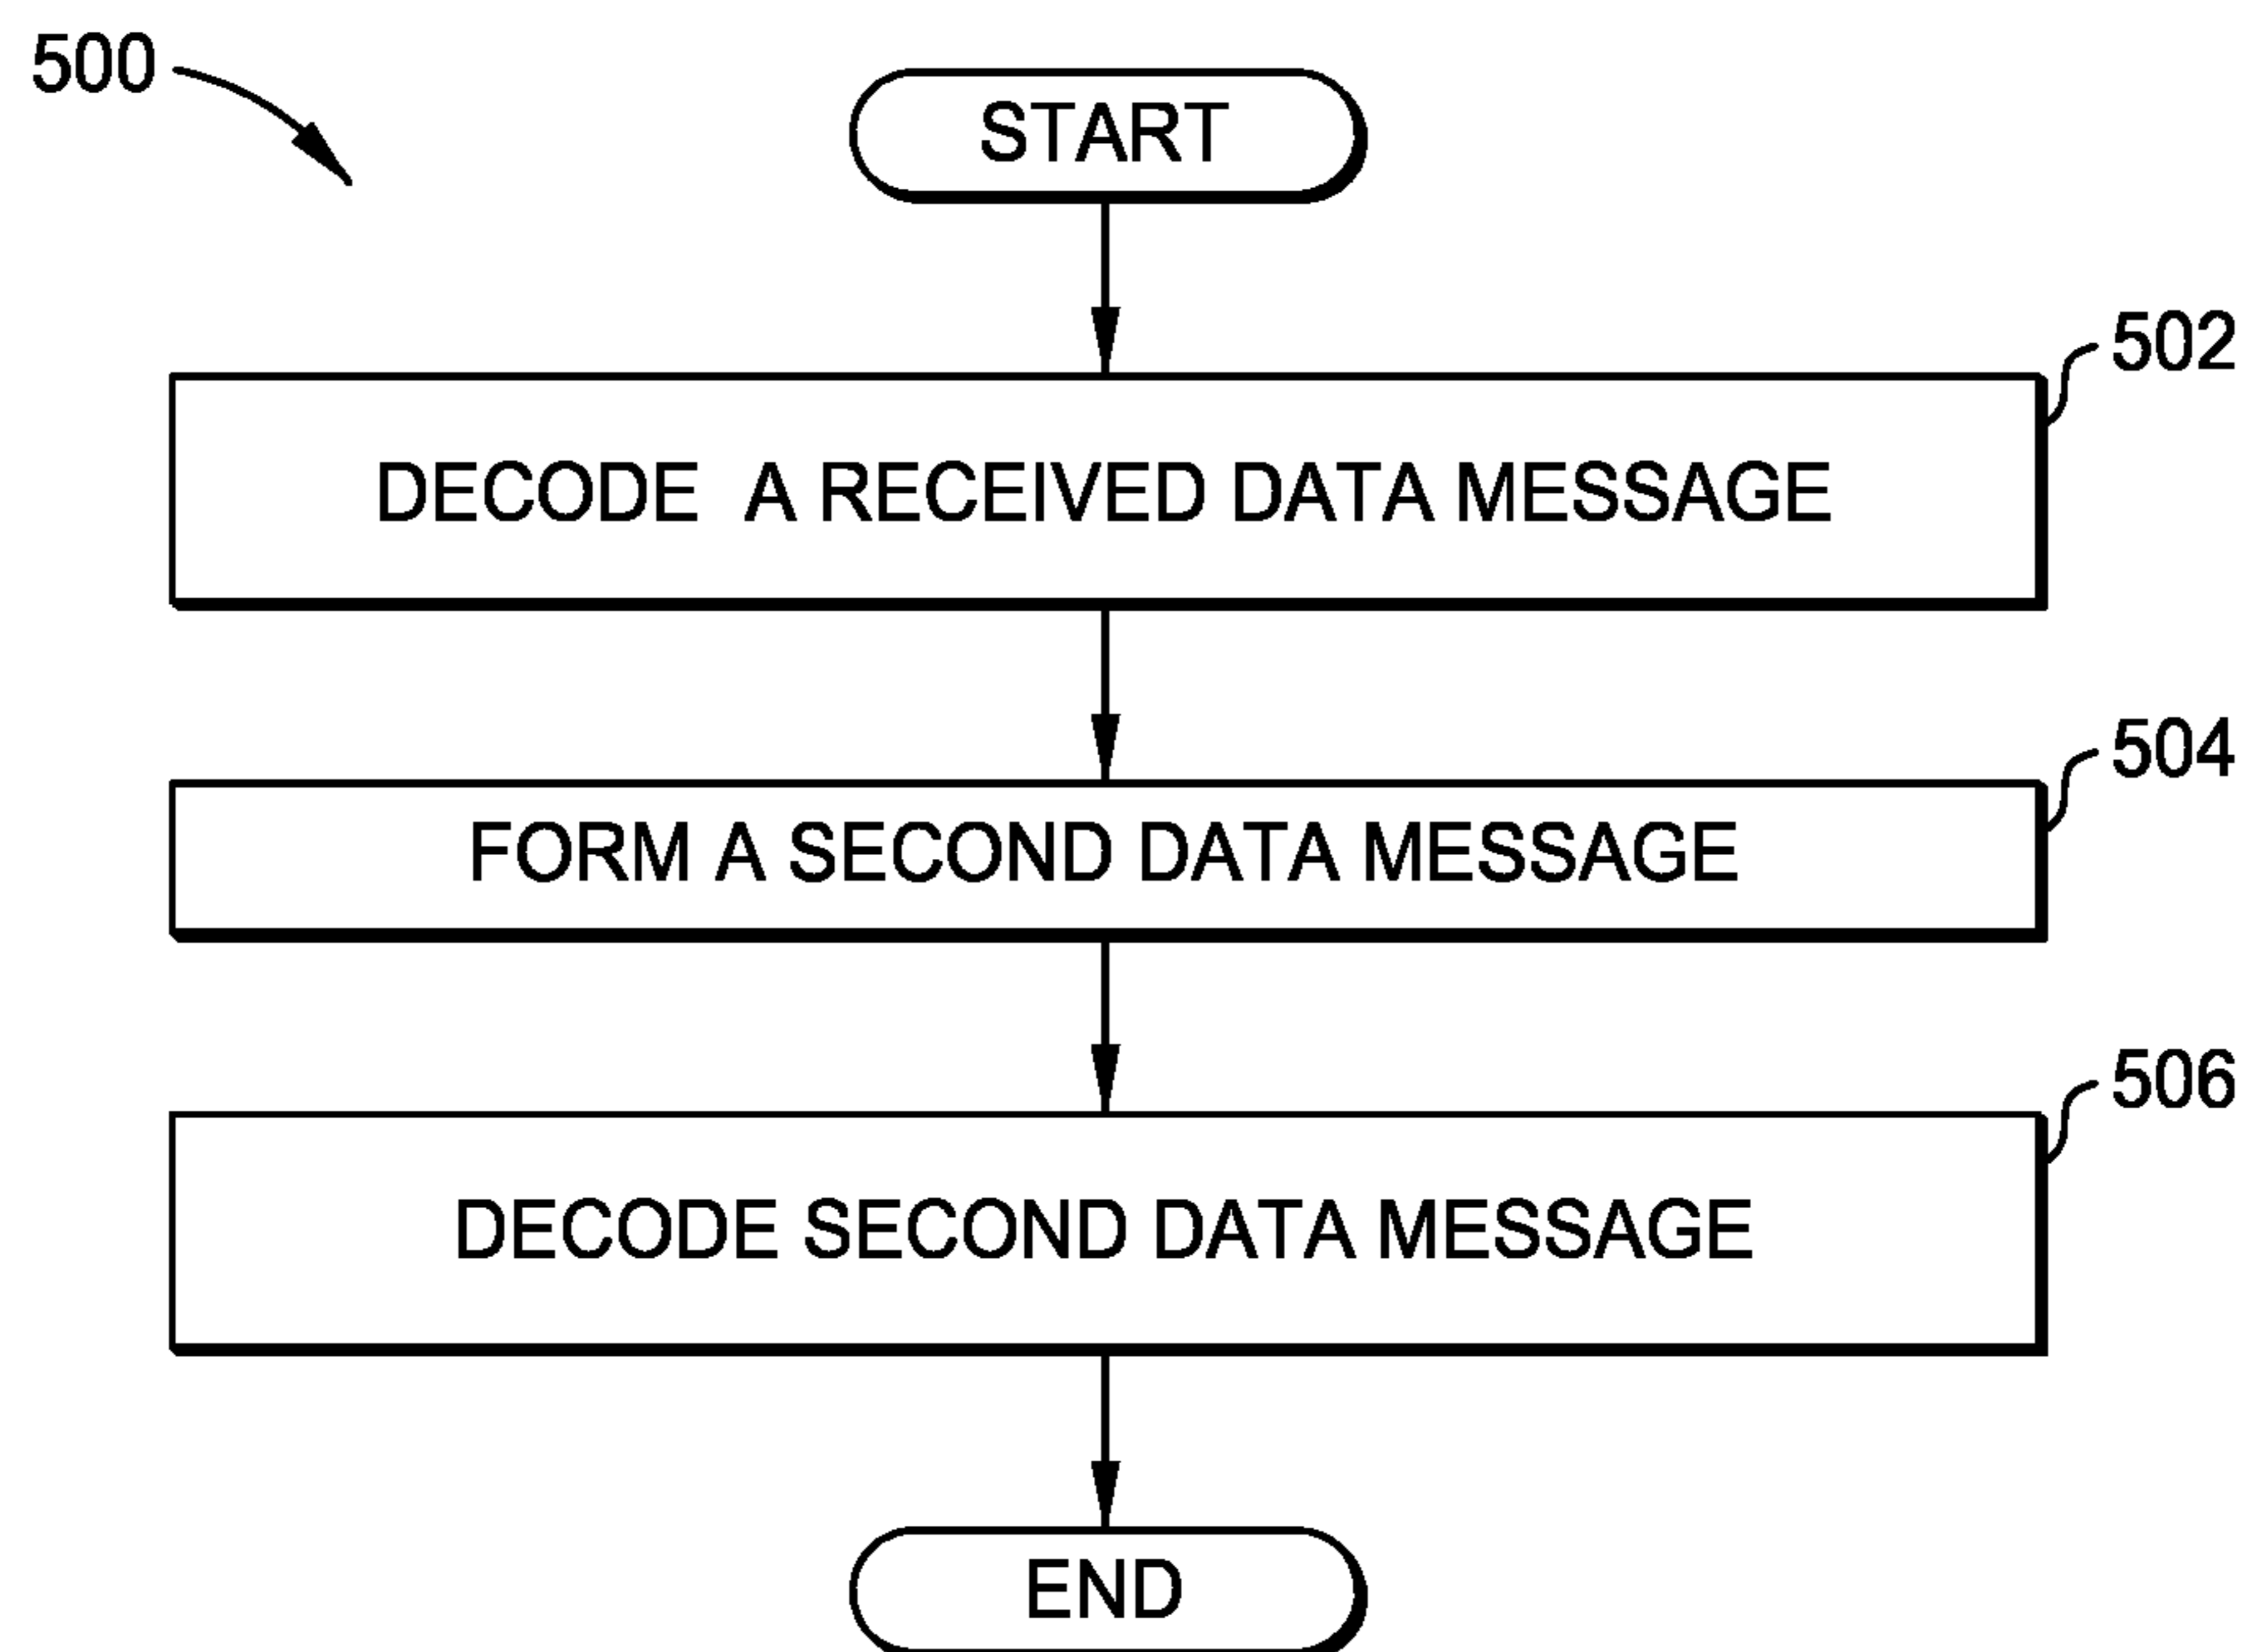 500
START
502
DECODE A RECEIVED DATA MESSAGE
504
FORM A SECOND DATA MESSAGE
506
DECODE SECOND DATA MESSAGE
END